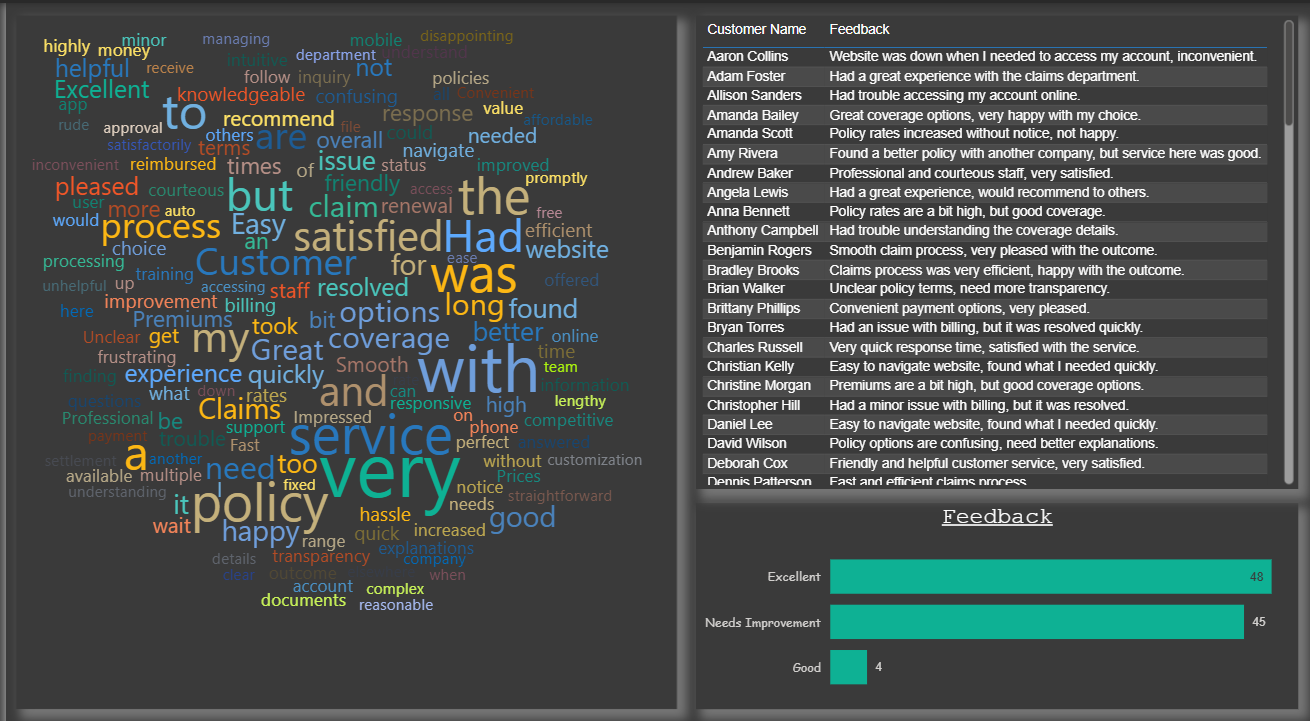 disappointing
minor
managing
mobile
highly
money
department
understand
intuitive
helpful
receive
not
follow
inquiry
policies
Excellent
knowledgeable
confusing
Convenient
app
to
response
value
rude
approval
recommend
file
affordable
others
are
overall
could
needed
satisfactorily
terms
issue
navigate
inconvenient
reimbursed
times
of
status
improved
pleased
courteous
but
friendly
access
the
promptly
user
more
auto
claim
renewal
free
would
process
Easy
satisfied
Had
efficient
choice
an
website
processing
Customer
for
ease
was
training
accessing
staff
resolved
offered
unhelpful
up
improvement
billing
long
found
here
Premiums
took
bit
options
better
online
Unclear
get
my
Great
coverage
time
frustrating
Smooth
with
team
finding
experience
quickly
information
what
down
rates
and
can
lengthy
Claims
Impressed
responsive
high
Professional
be
support
on
phone
competitive
payment
trouble
Fast
service
perfect
settlement
a
another
need
too
very
without
customization
available
multiple
Prices
understanding
I
fixed
notice
straightforward
it
policy
needs
wait
hassle
good
happy
range
quick
increased
details
transparency
explanations
company
clear
outcome
when
account
complex
documents
reasonable
Customer Name Feedback
Aaron Collins Website was down when I needed to access my account, inconvenient.
Adam Foster Had a great experience with the claims department.
Allison Sanders Had trouble accessing my account online.
Amanda Bailey Great coverage options, very happy with my choice.
Amanda Scott Policy rates increased without notice, not happy.
Amy Rivera Found a better policy with another company, but service here was good.
Andrew Baker Professional and courteous staff, very satisfied.
Angela Lewis Had a great experience, would recommend to others.
Anna Bennett Policy rates are a bit high, but good coverage.
Anthony Campbell Had trouble understanding the coverage details.
Benjamin Rogers Smooth claim process, very pleased with the outcome.
Bradley Brooks Claims process was very efficient, happy with the outcome.
Brian Walker Unclear policy terms, need more transparency.
Brittany Phillips Convenient payment options, very pleased.
Bryan Torres Had an issue with billing, but it was resolved quickly.
Charles Russell Very quick response time, satisfied with the service.
Christian Kelly Easy to navigate website, found what I needed quickly.
Christine Morgan Premiums are a bit high, but good coverage options.
Christopher Hill Had a minor issue with billing, but it was resolved.
Daniel Lee Easy to navigate website, found what I needed quickly.
David Wilson Policy options are confusing, need better explanations.
Deborah Cox Friendly and helpful customer service, very satisfied.
Dennis Patterson Fast and efficient claims process
Feedback
Excellent 48
Needs Improvement 45
Good 4